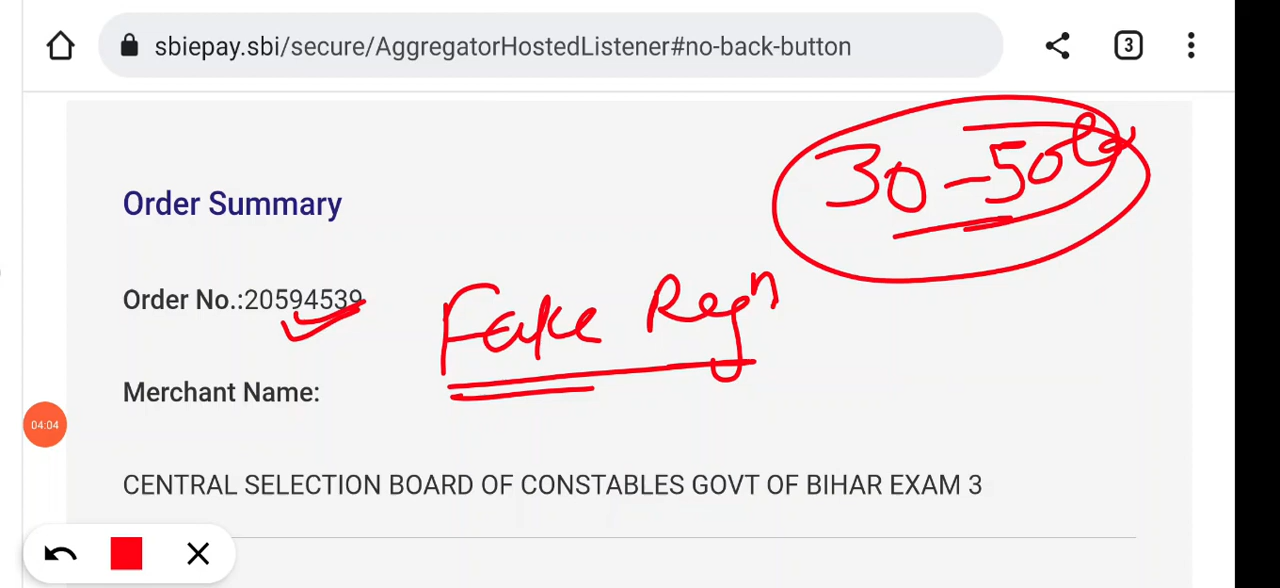 sbiepay.sbi/secure/AggregatorHostedListener#no-back-button
3
30-50
Order Summary
Order No.:20594539
Fake Regn
Merchant Name:
04:04
CENTRAL SELECTION BOARD OF CONSTABLES GOVT OF BIHAR EXAM 3